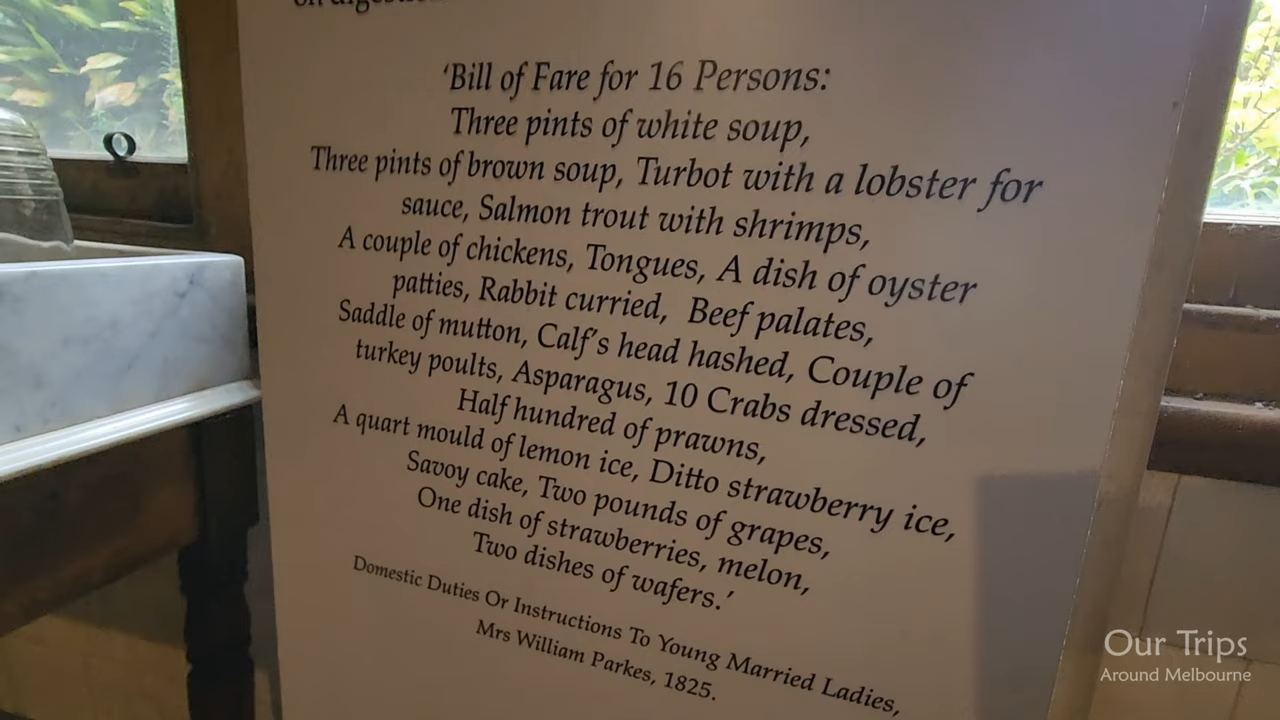 on digestion
'Bill of Fare for 16 Persons:
Three pints of white soup,
Three pints of brown soup, Turbot with a lobster for
sauce, Salmon trout with shrimps,
A couple of chickens, Tongues, A dish of oyster
patties, Rabbit curried, Beef palates,
Saddle of mutton, Calf's head hashed, Couple of
turkey poults, Asparagus, 10 Crabs dressed,
Half hundred of prawns,
A quart mould of lemon ice, Ditto strawberry ice,
Savoy cake, Two pounds of grapes,
One dish of strawberries, melon,
Two dishes of wafers.'
Domestic Duties Or Instructions To Young Married Ladies,
Mrs William Parkes, 1825.
Our Trips
Around Melbourne